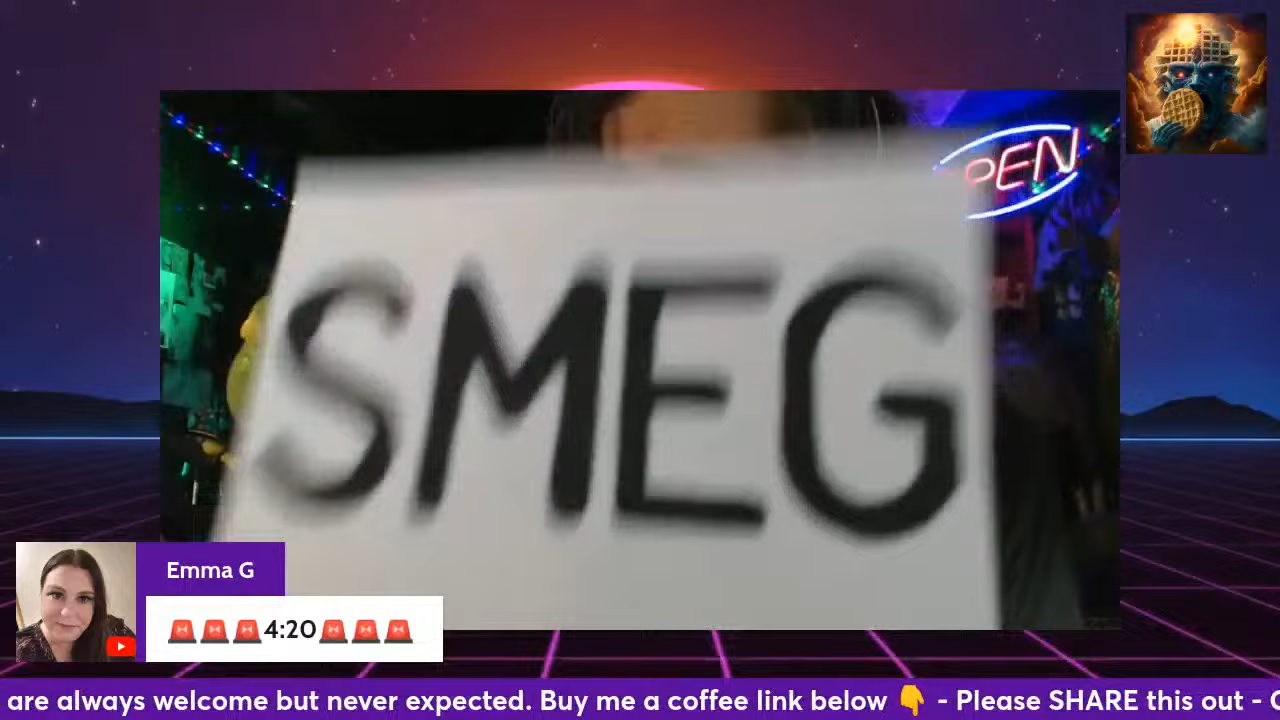 PEN
SMEG
Emma G
🚨🚨🚨4:20🚨🚨🚨
are always welcome but never expected. Buy me a coffee link below 👇 - Please SHARE this out -